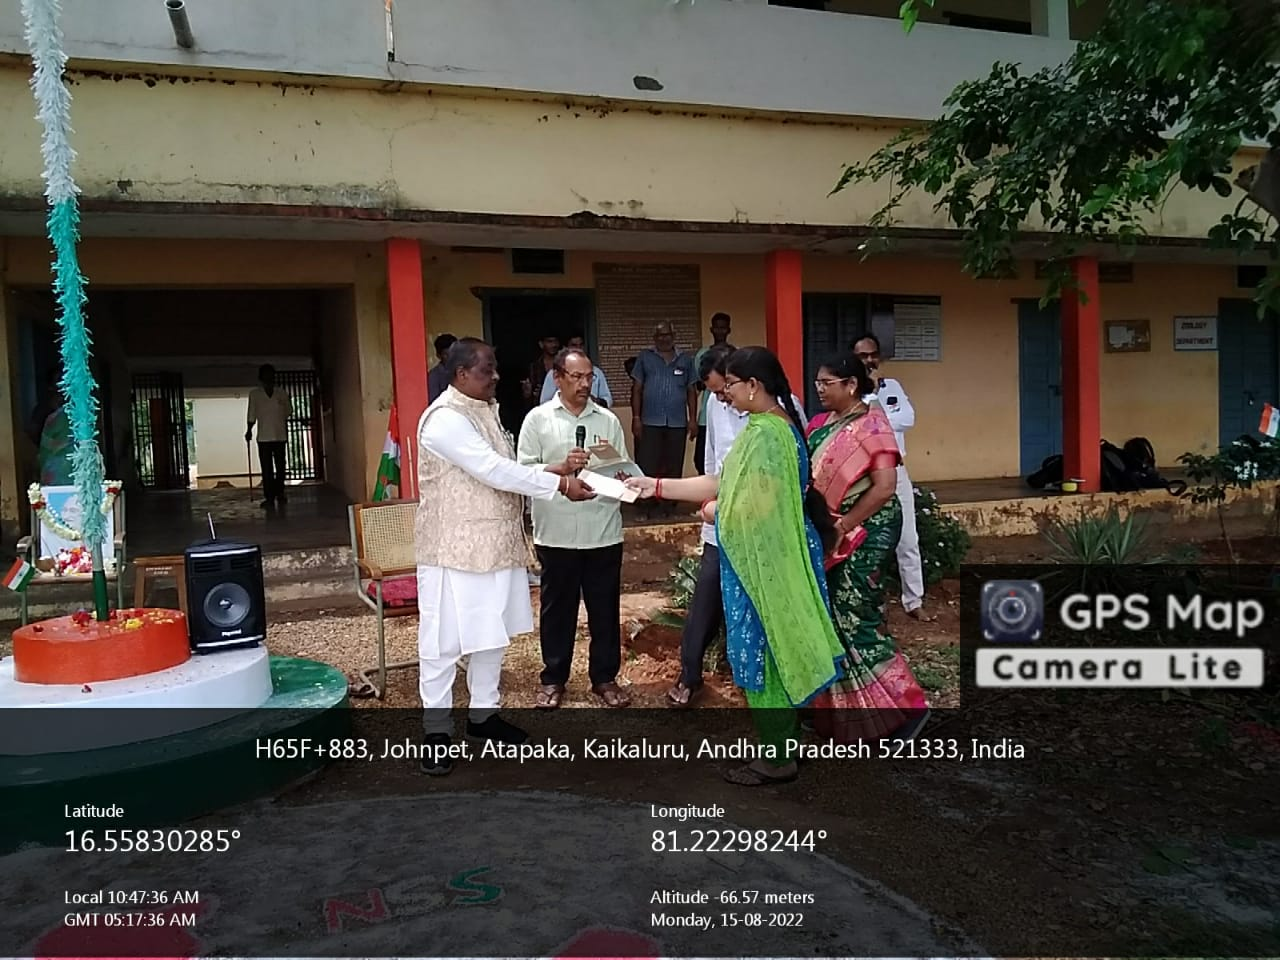 ZOOLOGY
DEPARTMENT
GPS Map
Camera Lite
H65F+883, Johnpet, Atapaka, Kaikaluru, Andhra Pradesh 521333, India
Latitude
16.55830285°
Longitude
81.22298244°
Local 10:47:36 AM
GMT 05:17:36 AM
Altitude -66.57 meters
Monday, 15-08-2022
NSS